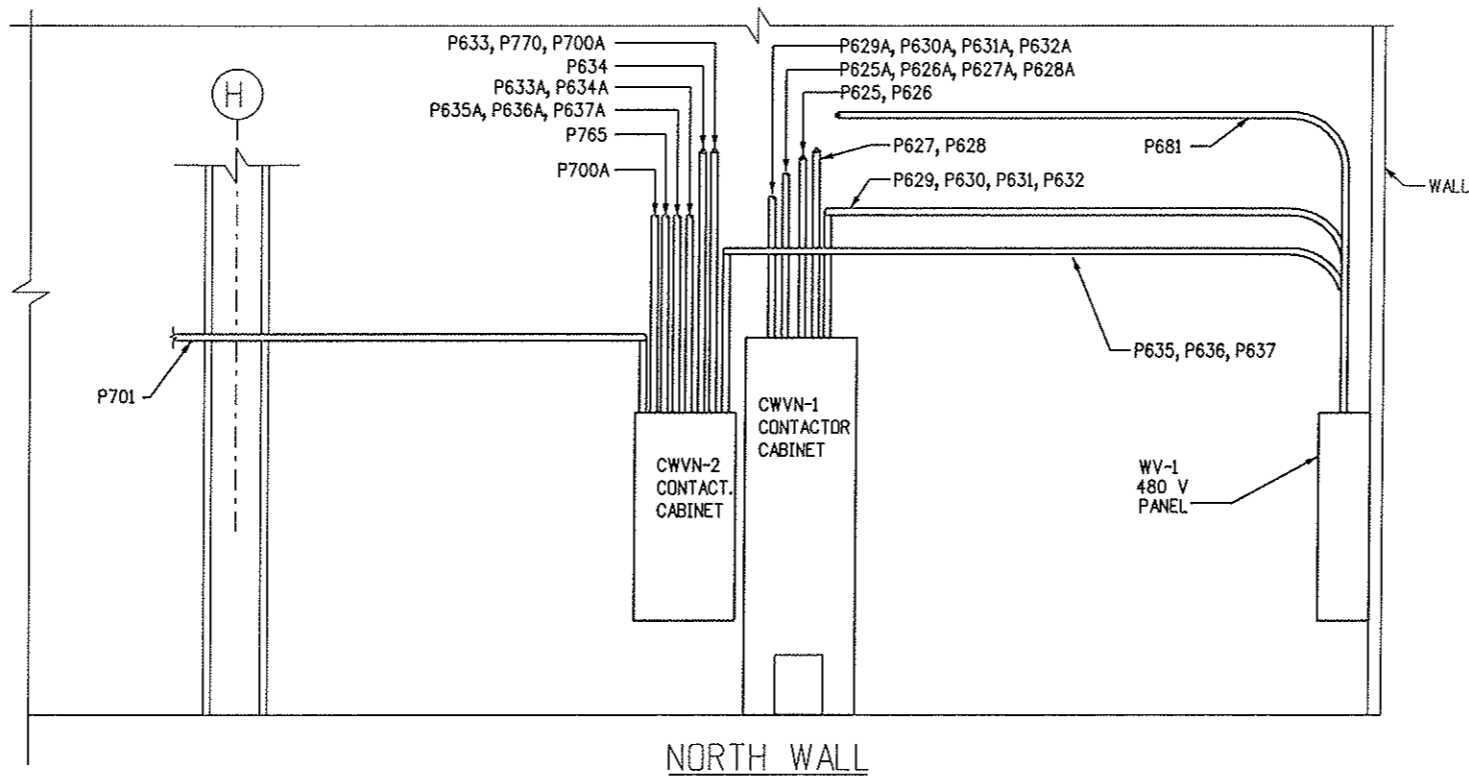 P633, P770, P700A
P634
P633A, P634A
P635A, P636A, P637A
P765
P700A
P629A, P630A, P631A, P632A
P625A, P626A, P627A, P628A
P625, P626
P627, P628
P629, P630, P631, P632
P681
WALL
H
P701
P635, P636, P637
CWVN-2
CONTACT.
CABINET
CWVN-1
CONTACTOR
CABINET
WV-1
480 V
PANEL
NORTH WALL